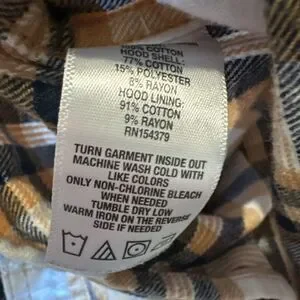 100% COTTON
HOOD SHELL:
77% COTTON
15% POLYESTER
8% RAYON
HOOD LINING:
91% COTTON
9% RAYON
RN154379
TURN GARMENT INSIDE OUT
MACHINE WASH COLD WITH
LIKE COLORS
ONLY NON-CHLORINE BLEACH
WHEN NEEDED
TUMBLE DRY LOW
WARM IRON ON THE REVERSE
SIDE IF NEEDED